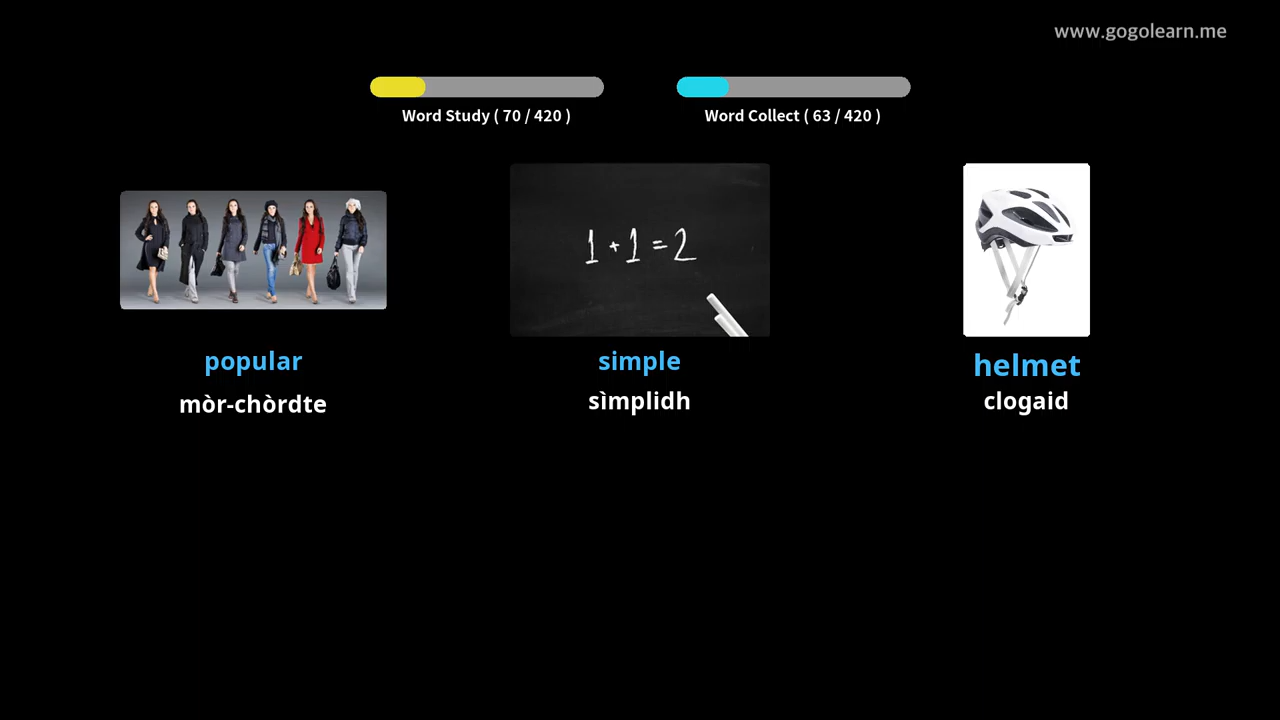 www.gogolearn.me
Word Study ( 70 / 420 )
Word Collect ( 63 / 420 )
1 + 1 = 2
popular
mòr-chòrdte
simple
sìmplidh
helmet
clogaid